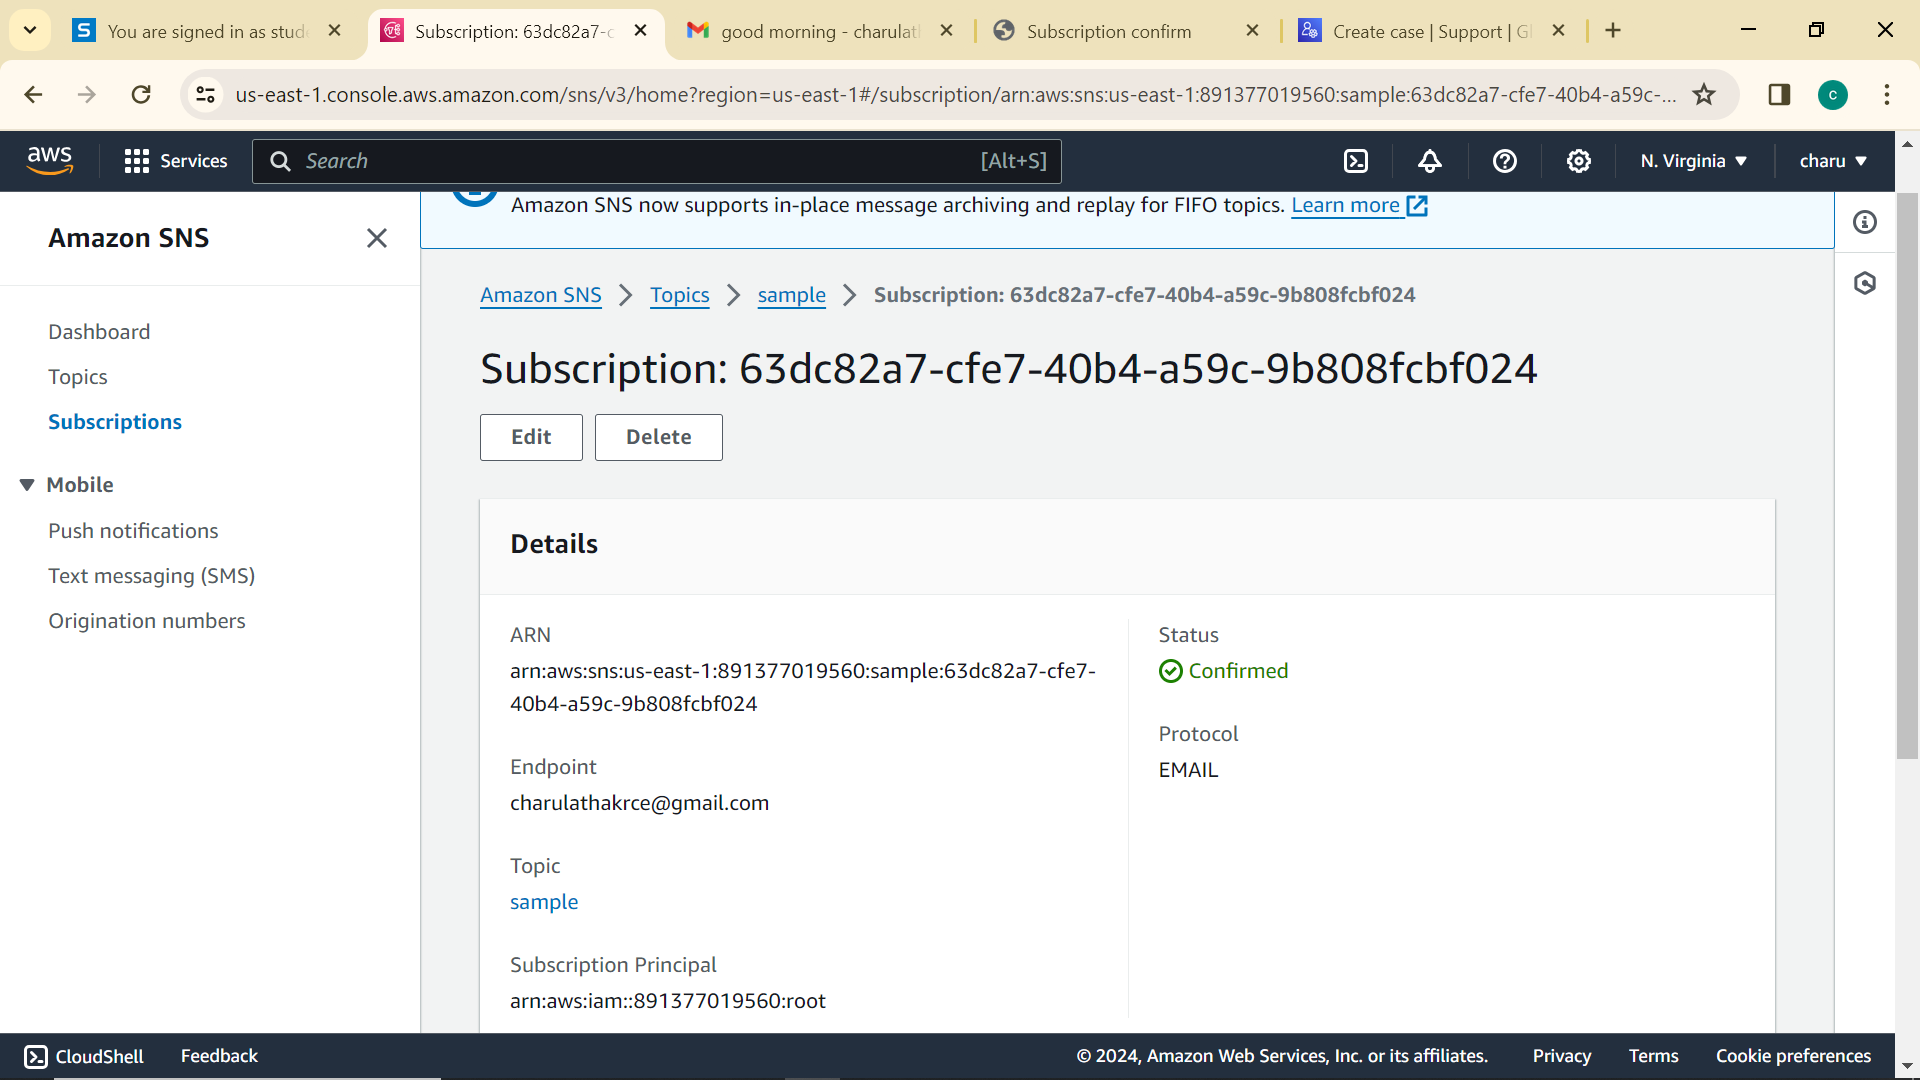 You are signed in as stud
Subscription: 63dc82a7-c
good morning - charulat
Subscription confirm
Create case | Support | Gl
us-east-1.console.aws.amazon.com/sns/v3/home?region=us-east-1#/subscription/arn:aws:sns:us-east-1:891377019560:sample:63dc82a7-cfe7-40b4-a59c-...
c
aws
Services
Search
[Alt+S]
N. Virginia
charu
Amazon SNS
Dashboard
Topics
Subscriptions
Mobile
Push notifications
Text messaging (SMS)
Origination numbers
Amazon SNS now supports in-place message archiving and replay for FIFO topics. Learn more
Amazon SNS > Topics > sample > Subscription: 63dc82a7-cfe7-40b4-a59c-9b808fcbf024
Subscription: 63dc82a7-cfe7-40b4-a59c-9b808fcbf024
Edit
Delete
Details
ARN
arn:aws:sns:us-east-1:891377019560:sample:63dc82a7-cfe7-
40b4-a59c-9b808fcbf024
Endpoint
charulathakrce@gmail.com
Topic
sample
Subscription Principal
arn:aws:iam::891377019560:root
Status
Confirmed
Protocol
EMAIL
CloudShell
Feedback
© 2024, Amazon Web Services, Inc. or its affiliates.
Privacy
Terms
Cookie preferences